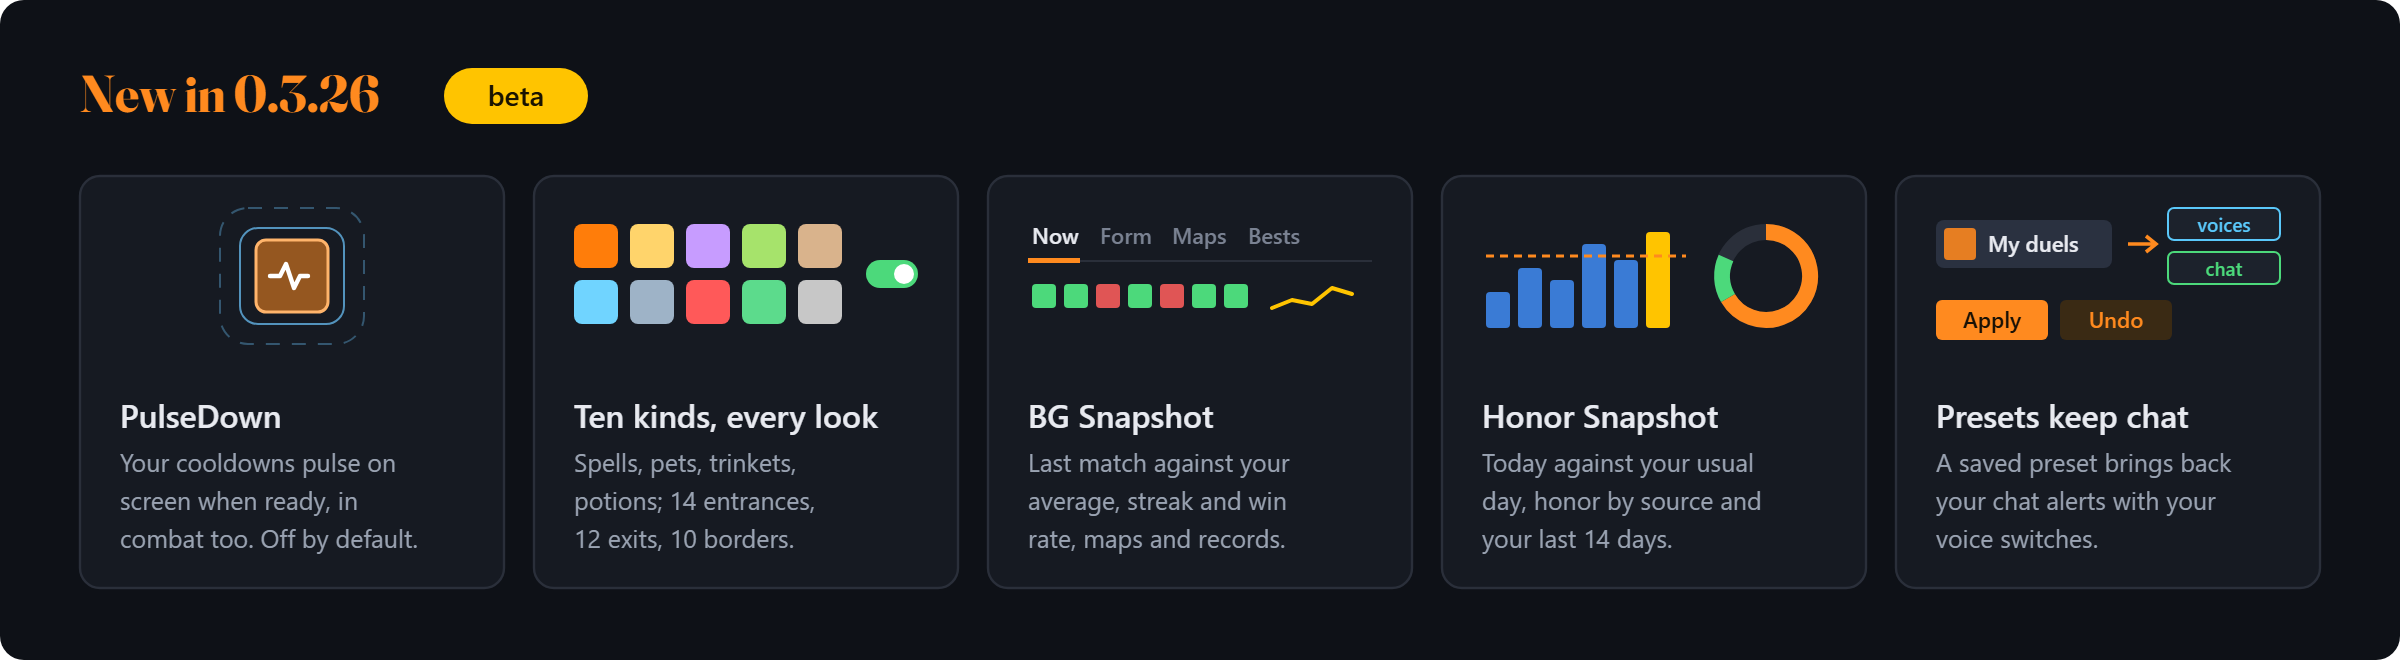 New in 0.3.26
beta
PulseDown
Your cooldowns pulse on
screen when ready, in
combat too. Off by default.
Ten kinds, every look
Spells, pets, trinkets,
potions; 14 entrances,
12 exits, 10 borders.
Now Form Maps Bests
BG Snapshot
Last match against your
average, streak and win
rate, maps and records.
Honor Snapshot
Today against your usual
day, honor by source and
your last 14 days.
My duels
voices
chat
Apply
Undo
Presets keep chat
A saved preset brings back
your chat alerts with your
voice switches.